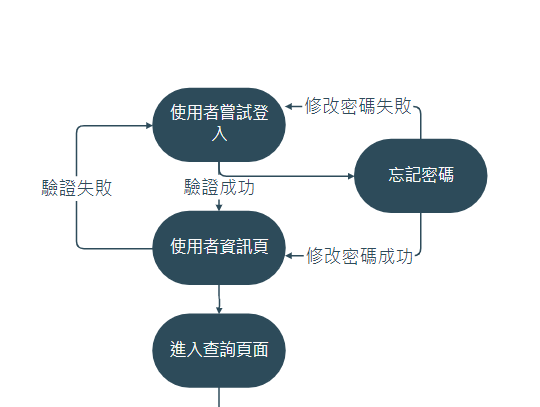 修改密碼失敗
使用者嘗試登
入
忘記密碼
驗證失敗
驗證成功
使用者資訊頁
修改密碼成功
進入查詢頁面